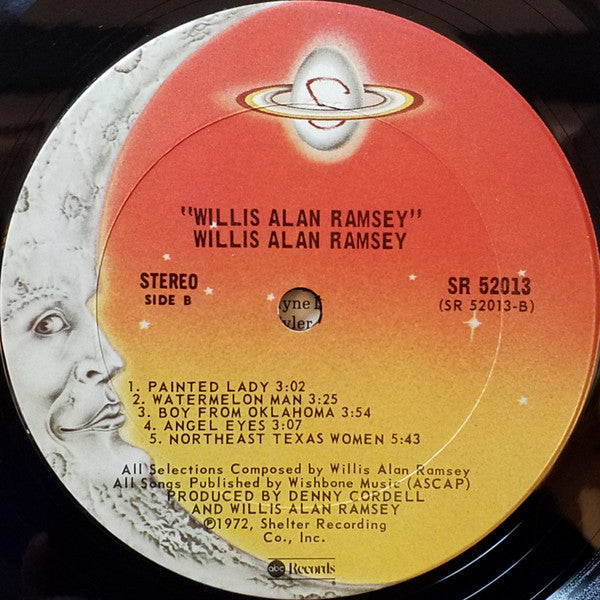 S
"WILLIS ALAN RAMSEY"
WILLIS ALAN RAMSEY
STEREO
SIDE B
SR 52013
(SR 52013-B)
1. PAINTED LADY 3:02
2. WATERMELON MAN 3:25
3. BOY FROM OKLAHOMA 3:54
4. ANGEL EYES 3:07
5. NORTHEAST TEXAS WOMEN 5:43
All Selections Composed by Willis Alan Ramsey
All Songs Published by Wishbone Music (ASCAP)
PRODUCED BY DENNY CORDELL
AND WILLIS ALAN RAMSEY
℗1972, Shelter Recording
Co., Inc.
abc Records